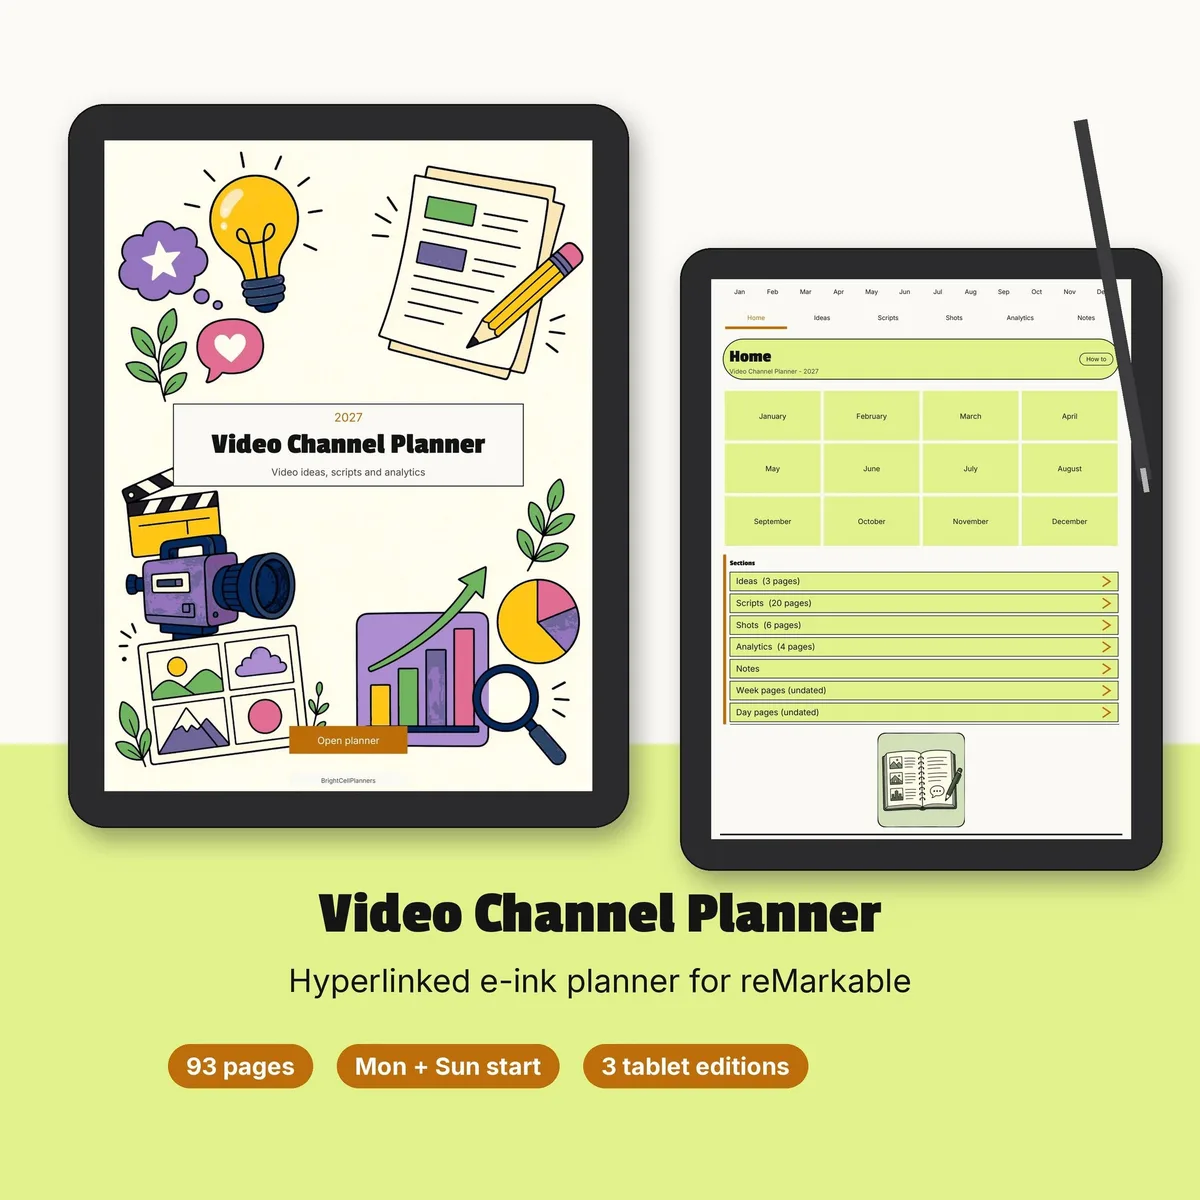 2027
Video Channel Planner
Video ideas, scripts and analytics
Open planner
BrightCellPlanners
Jan Feb Mar Apr May Jun Jul Aug Sep Oct Nov
Home Ideas Scripts Shots Analytics Notes
Home
How to
Video Channel Planner - 2027
January February March April
May June July August
September October November December
Sections
Ideas (3 pages)
Scripts (20 pages)
Shots (6 pages)
Analytics (4 pages)
Notes
Week pages (undated)
Day pages (undated)
Video Channel Planner
Hyperlinked e-ink planner for reMarkable
93 pages Mon + Sun start 3 tablet editions